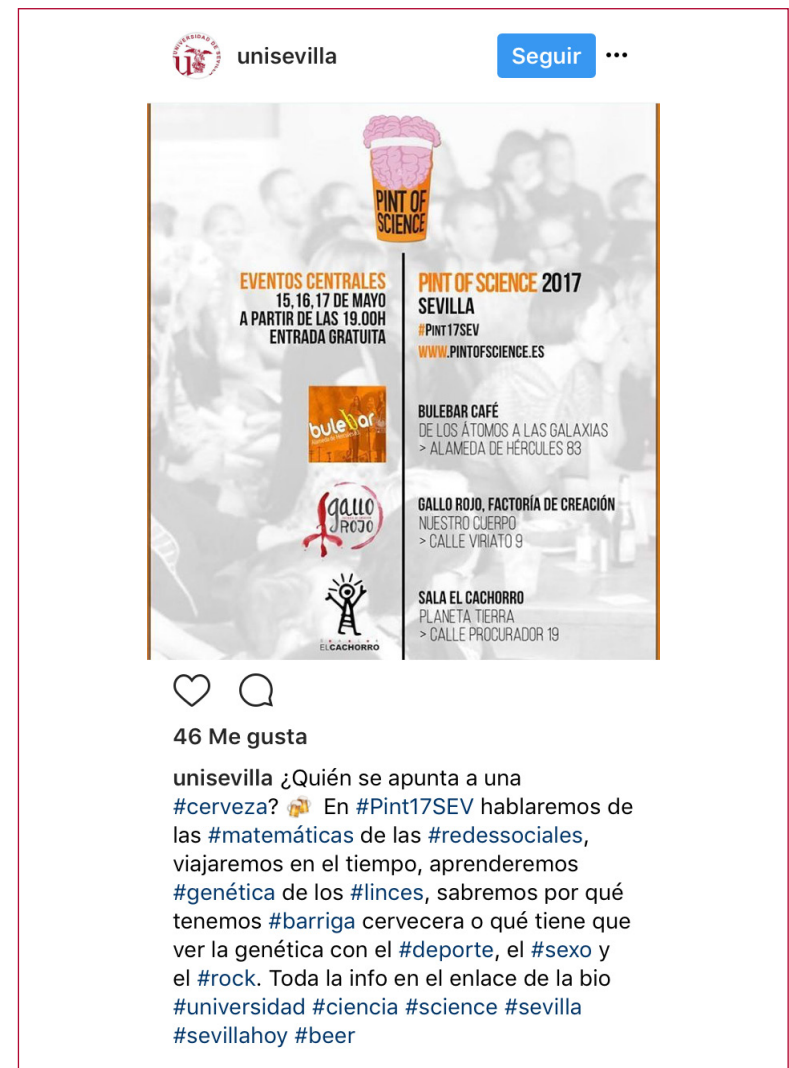 UNIVERSIDAD DE SEVILLA
unisevilla
Seguir
PINT OF
SCIENCE
EVENTOS CENTRALES
15,16,17 DE MAYO
A PARTIR DE LAS 19.00H
ENTRADA GRATUITA
PINT OF SCIENCE 2017
SEVILLA
#PINT17SEV
WWW.PINTOFSCIENCE.ES
bulebar
BULEBAR CAFÉ
DE LOS ÁTOMOS A LAS GALAXIAS
> ALAMEDA DE HÉRCULES 83
gallo
ROJO
GALLO ROJO, FACTORÍA DE CREACIÓN
NUESTRO CUERPO
> CALLE VIRIATO 9
ELCACHORRO
SALA EL CACHORRO
PLANETA TIERRA
> CALLE PROCURADOR 19
46 Me gusta
unisevilla ¿Quién se apunta a una
#cerveza? 🍻 En #Pint17SEV hablaremos de
las #matemáticas de las #redessociales,
viajaremos en el tiempo, aprenderemos
#genética de los #linces, sabremos por qué
tenemos #barriga cervecera o qué tiene que
ver la genética con el #deporte, el #sexo y
el #rock. Toda la info en el enlace de la bio
#universidad #ciencia #science #sevilla
#sevillahoy #beer